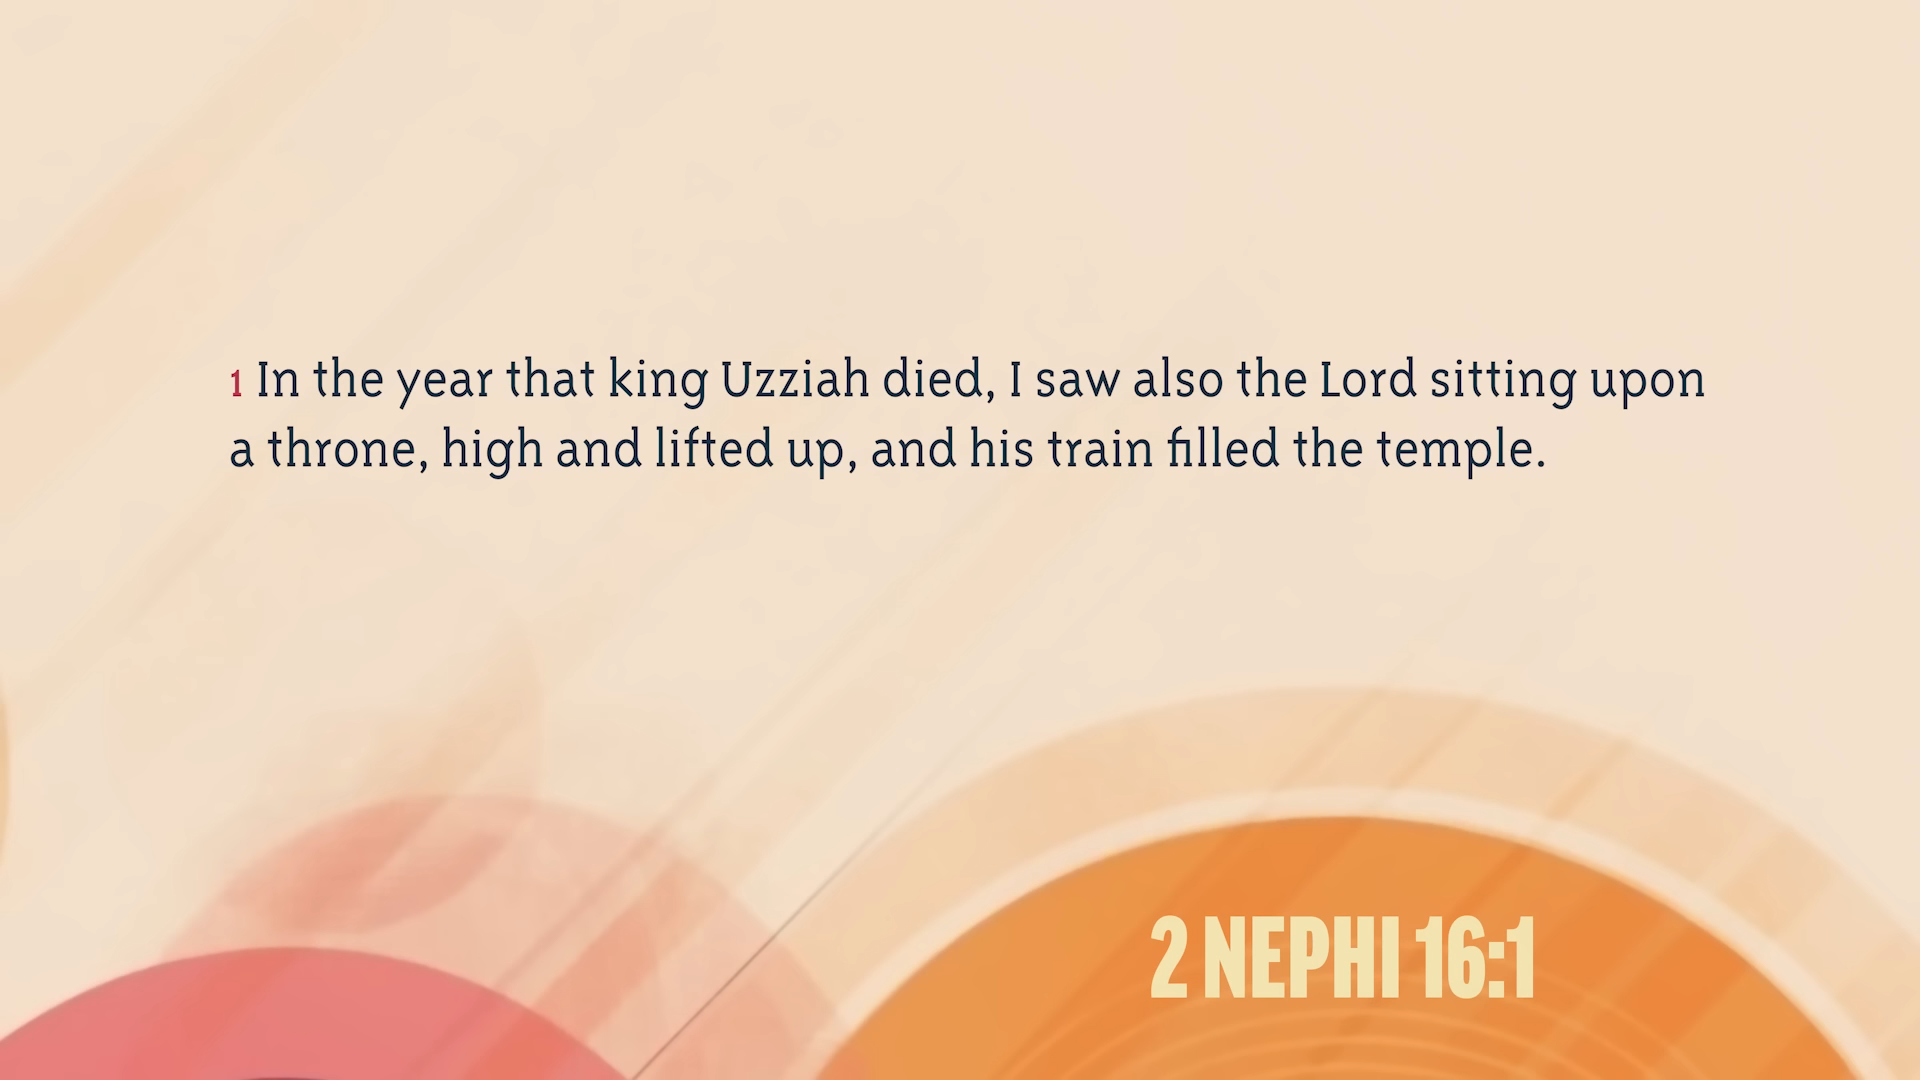 1 In the year that king Uzziah died, I saw also the Lord sitting upon
a throne, high and lifted up, and his train filled the temple.
2 NEPHI 16:1